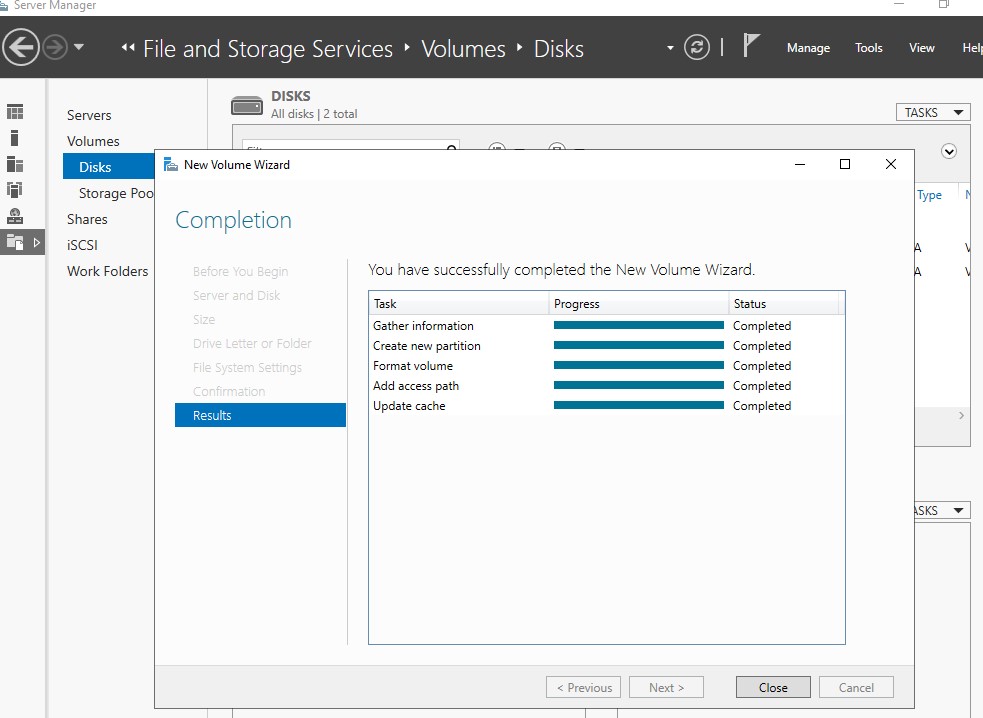 Server Manager
File and Storage Services Volumes Disks
Manage Tools View Help
Servers
Volumes
Disks
Storage Poo
Shares
iSCSI
Work Folders
DISKS
All disks | 2 total
TASKS
Type
New Volume Wizard
Completion
Before You Begin
Server and Disk
Size
Drive Letter or Folder
File System Settings
Confirmation
Results
You have successfully completed the New Volume Wizard.
Task Progress Status
Gather information Completed
Create new partition Completed
Format volume Completed
Add access path Completed
Update cache Completed
ASKS
< Previous Next > Close Cancel